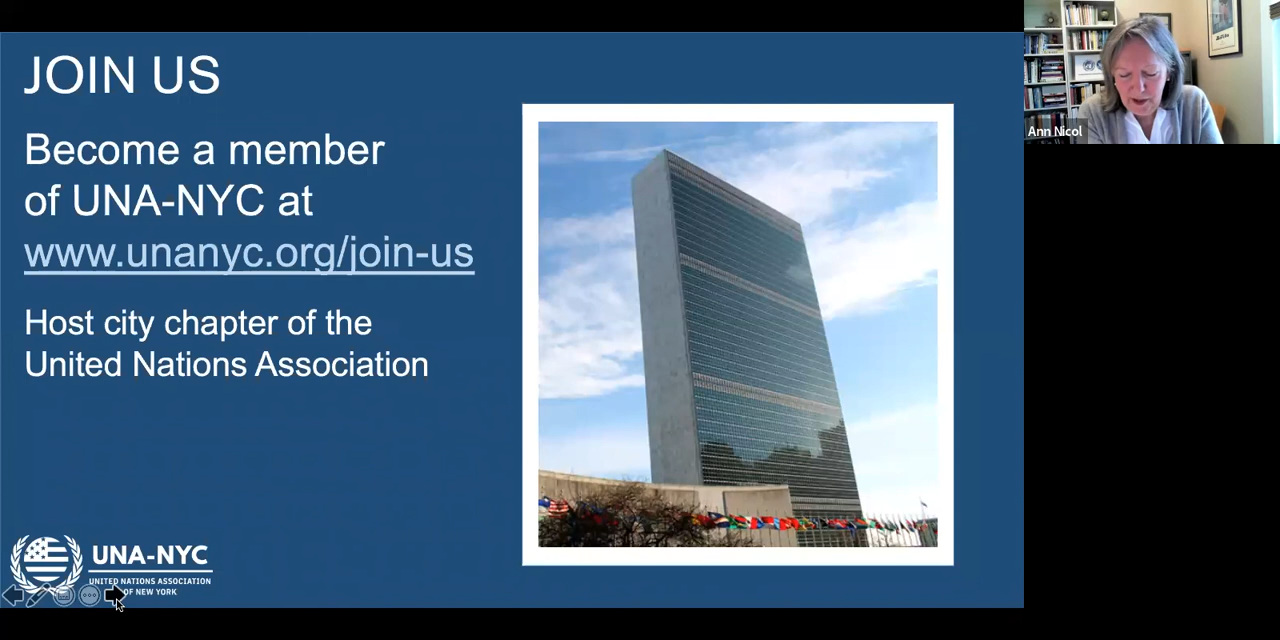 JOIN US
Become a member
of UNA-NYC at
www.unanyc.org/join-us
Host city chapter of the
United Nations Association
UNA-NYC
UNITED NATIONS ASSOCIATION
OF NEW YORK
Ann Nicol